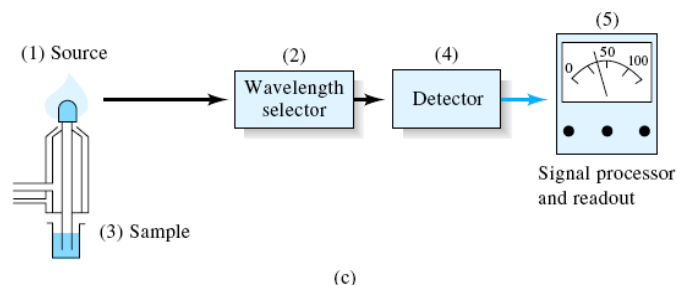 (1) Source
(2)
Wavelength
selector
(4)
Detector
(5)
0 50 100
Signal processor
and readout
(3) Sample
(c)